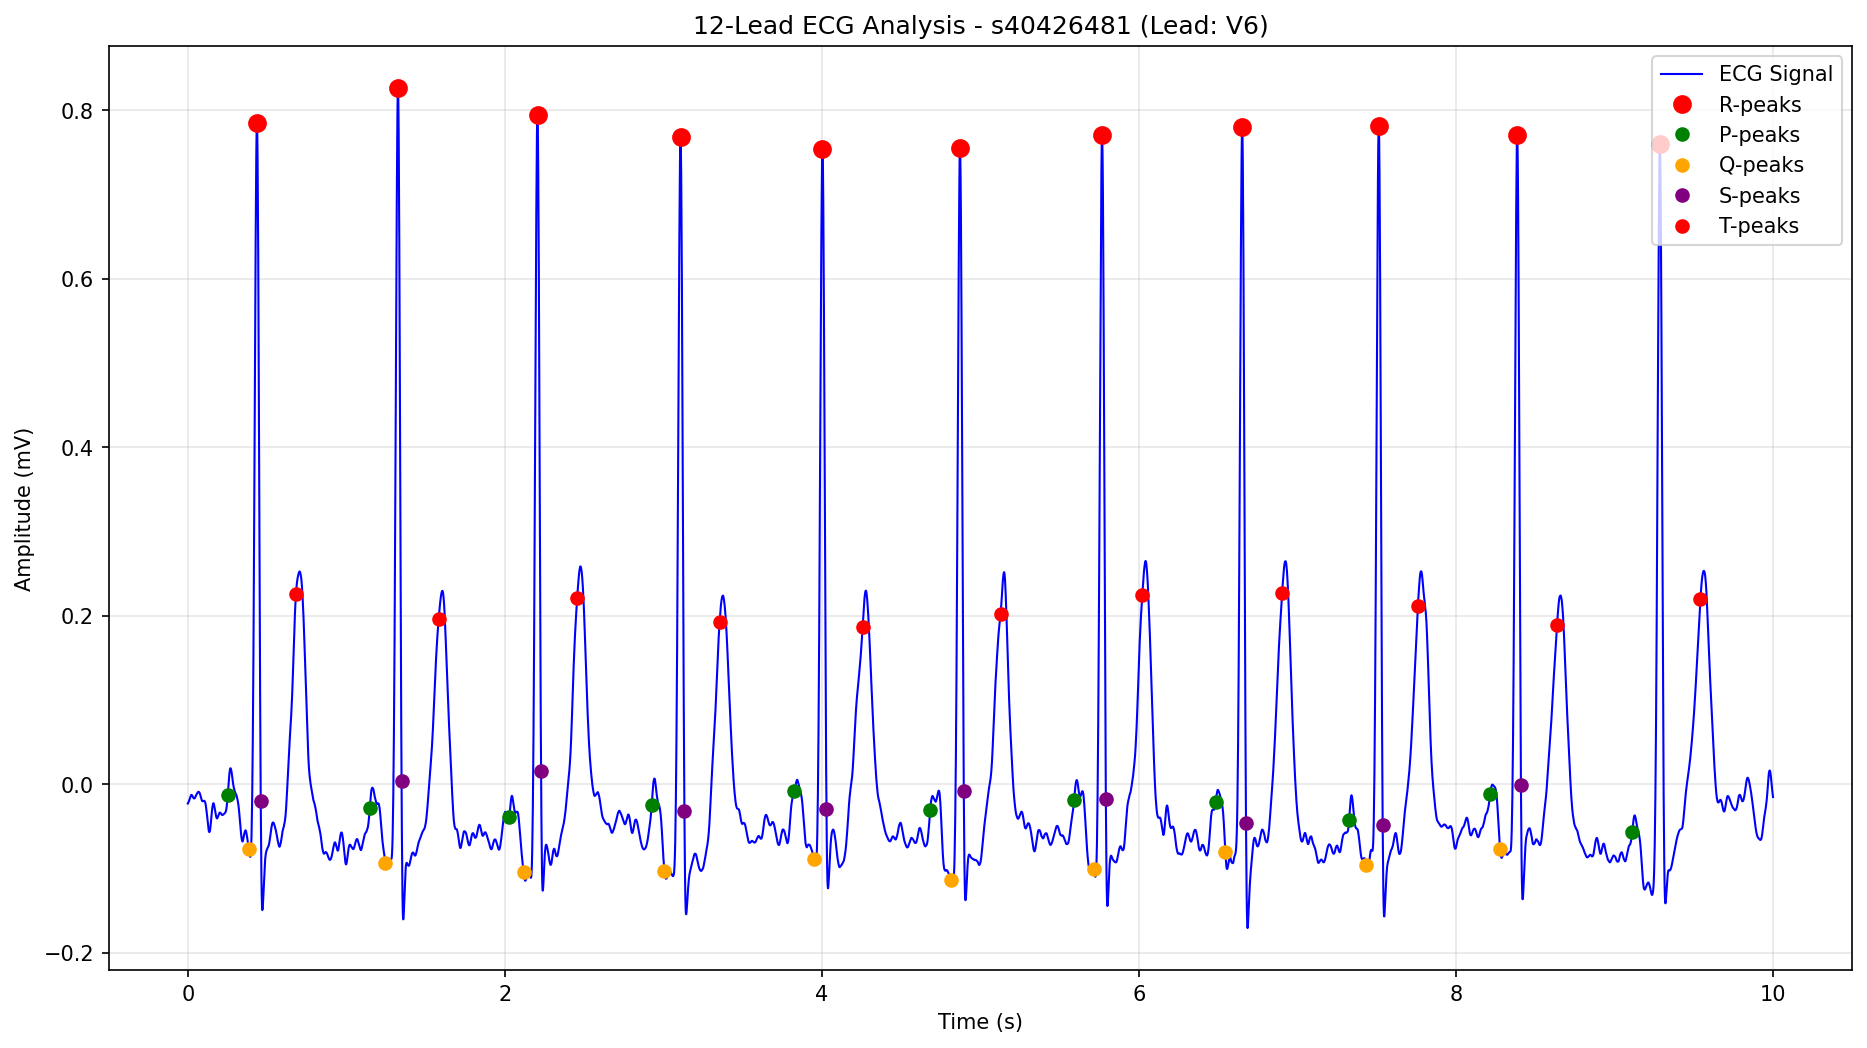 12-Lead ECG Analysis - s40426481 (Lead: V6)
ECG Signal
R-peaks
P-peaks
Q-peaks
S-peaks
T-peaks
Amplitude (mV)
0.8
0.6
0.4
0.2
0.0
−0.2
0 2 4 6 8 10
Time (s)